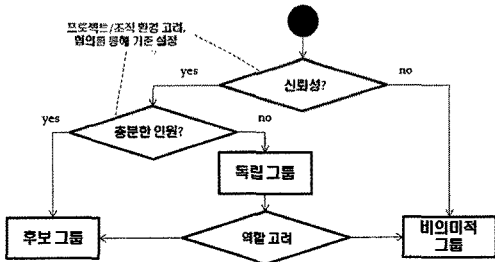 프로젝트/조직 환경 고려,
협의를 통해 기준 설정
yes
신뢰성?
no
yes
충분한 인원?
no
독립 그룹
후보 그룹
역할 고려
비의미적
그룹